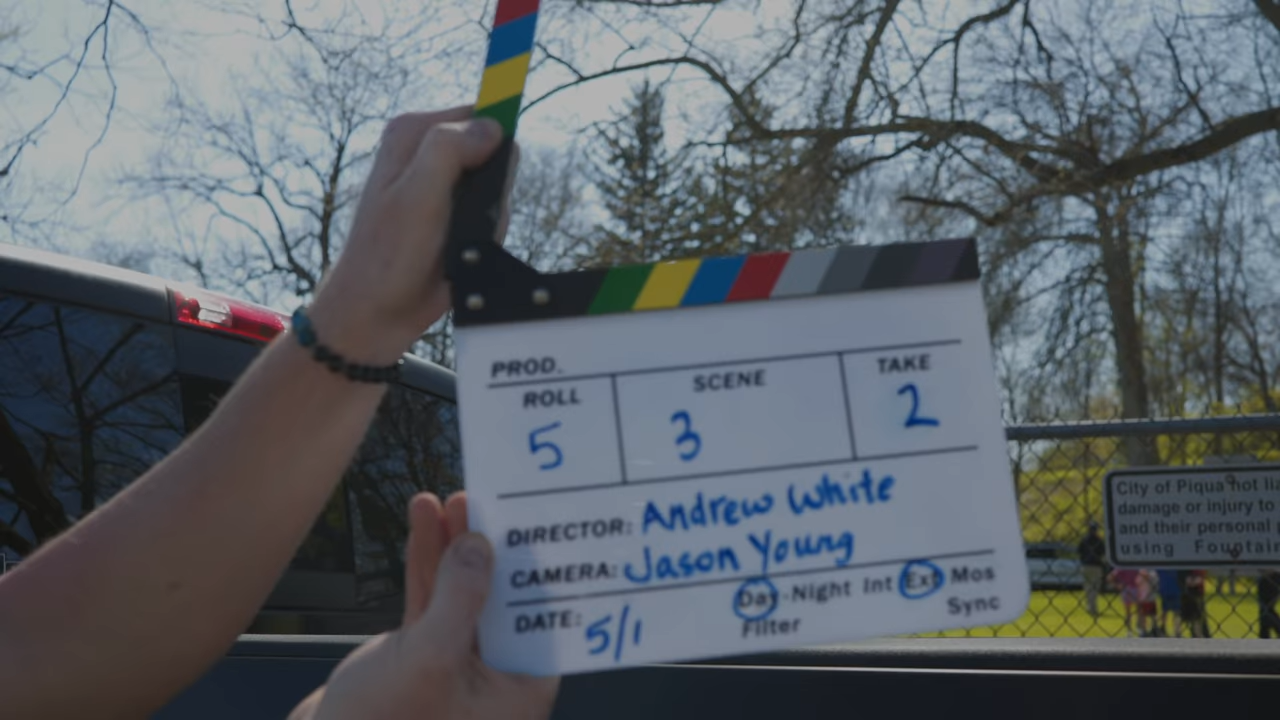 PROD.
ROLL SCENE TAKE
5 3 2
DIRECTOR: Andrew White
CAMERA: Jason Young
DATE: 5/1 Day-Night Int Ext Mos
Filter Sync
City of Piqua not lia
damage or injury to
and their personal
using Fountai